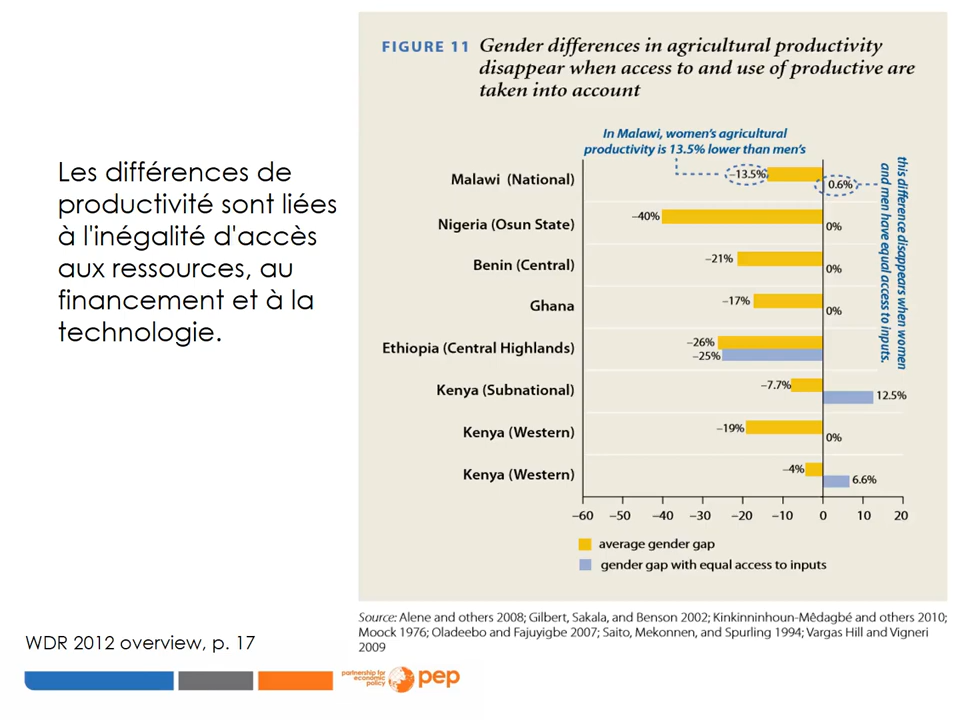 Les différences de
productivité sont liées
à l'inégalité d'accès
aux ressources, au
financement et à la
technologie.
WDR 2012 overview, p. 17
FIGURE 11 Gender differences in agricultural productivity
disappear when access to and use of productive are
taken into account
In Malawi, women's agricultural
productivity is 13.5% lower than men's
this difference disappears when women
and men have equal access to inputs.
Malawi (National) –13.5% 0.6%
Nigeria (Osun State) –40% 0%
Benin (Central) –21% 0%
Ghana –17% 0%
Ethiopia (Central Highlands) –26%
–25%
Kenya (Subnational) –7.7% 12.5%
Kenya (Western) –19% 0%
Kenya (Western) –4% 6.6%
–60 –50 –40 –30 –20 –10 0 10 20
average gender gap
gender gap with equal access to inputs
Source: Alene and others 2008; Gilbert, Sakala, and Benson 2002; Kinkinninhoun-Mêdagbé and others 2010;
Moock 1976; Oladeebo and Fajuyigbe 2007; Saito, Mekonnen, and Spurling 1994; Vargas Hill and Vigneri
2009
partnership for
economic
policy
pep